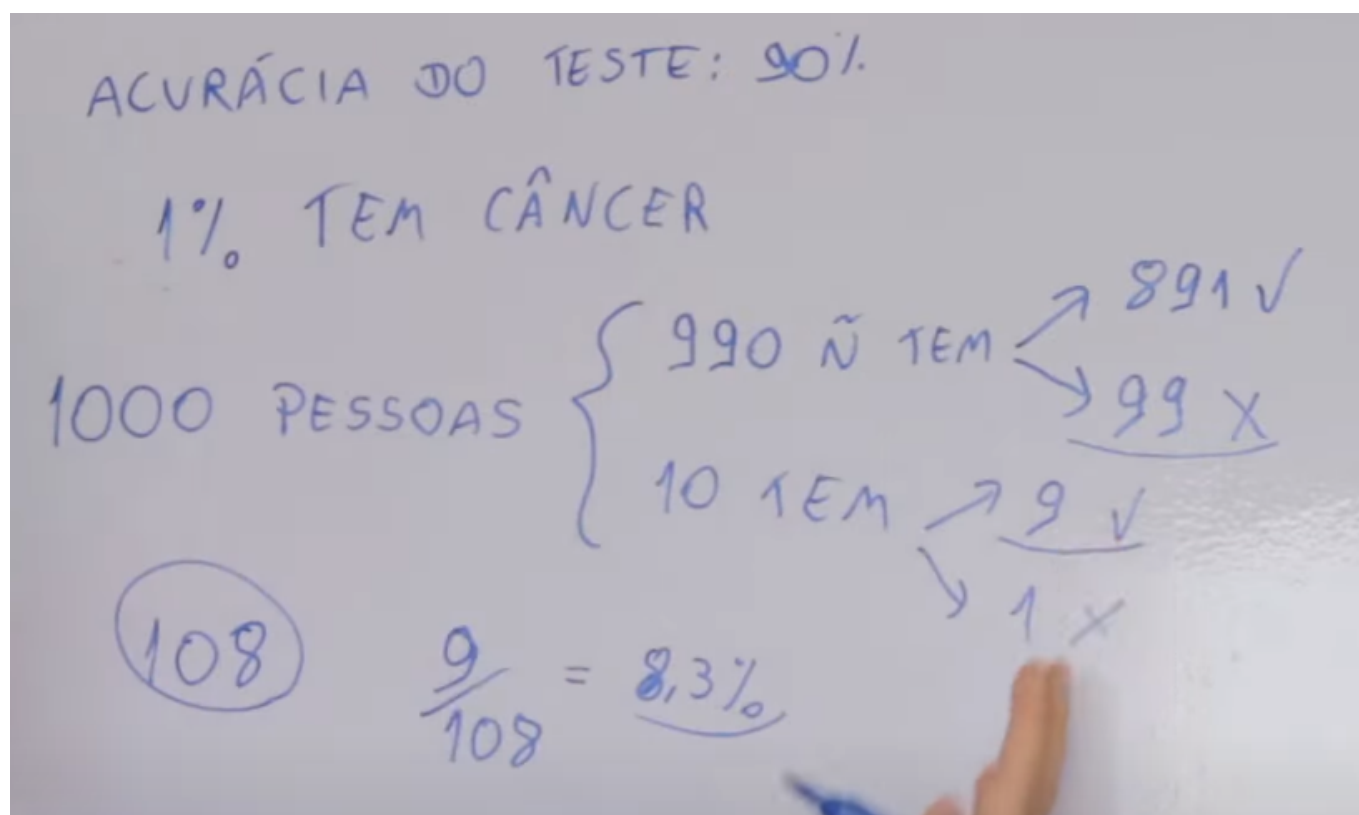 ACURÁCIA DO TESTE: 90%
1% TEM CÂNCER
1000 PESSOAS
990 Ñ TEM
891 ✓
99 X
10 TEM
9 ✓
1 X
108
9/108 = 8,3%